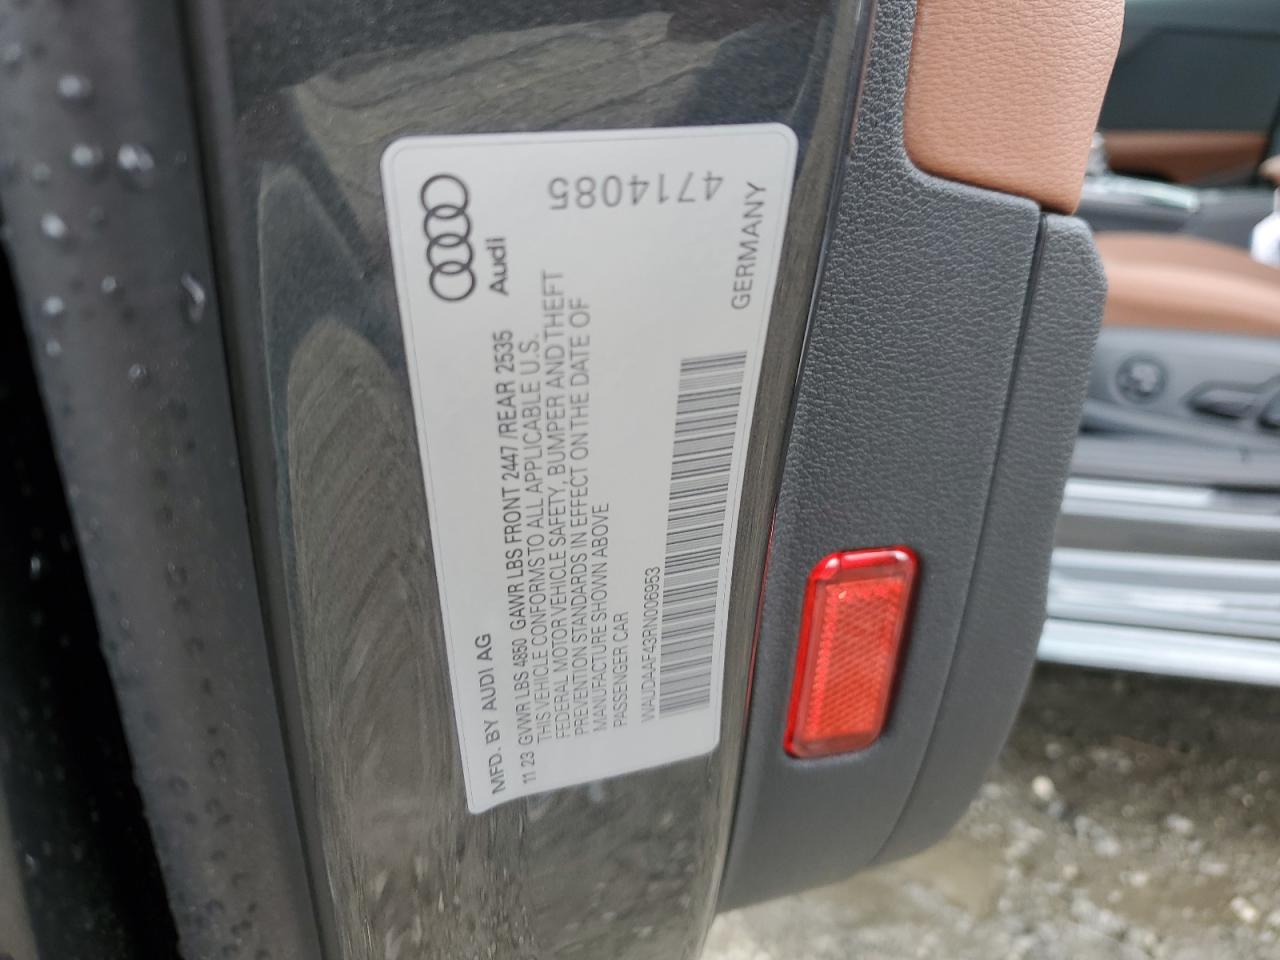 MFD. BY AUDI AG
Audi
11 23 GVWR LBS 4850 GAWR LBS FRONT 2447 /REAR 2535
THIS VEHICLE CONFORMS TO ALL APPLICABLE U.S.
FEDERAL MOTOR VEHICLE SAFETY, BUMPER AND THEFT
PREVENTION STANDARDS IN EFFECT ON THE DATE OF
MANUFACTURE SHOWN ABOVE
PASSENGER CAR
WAUDAAF43RN006953
4714085
GERMANY